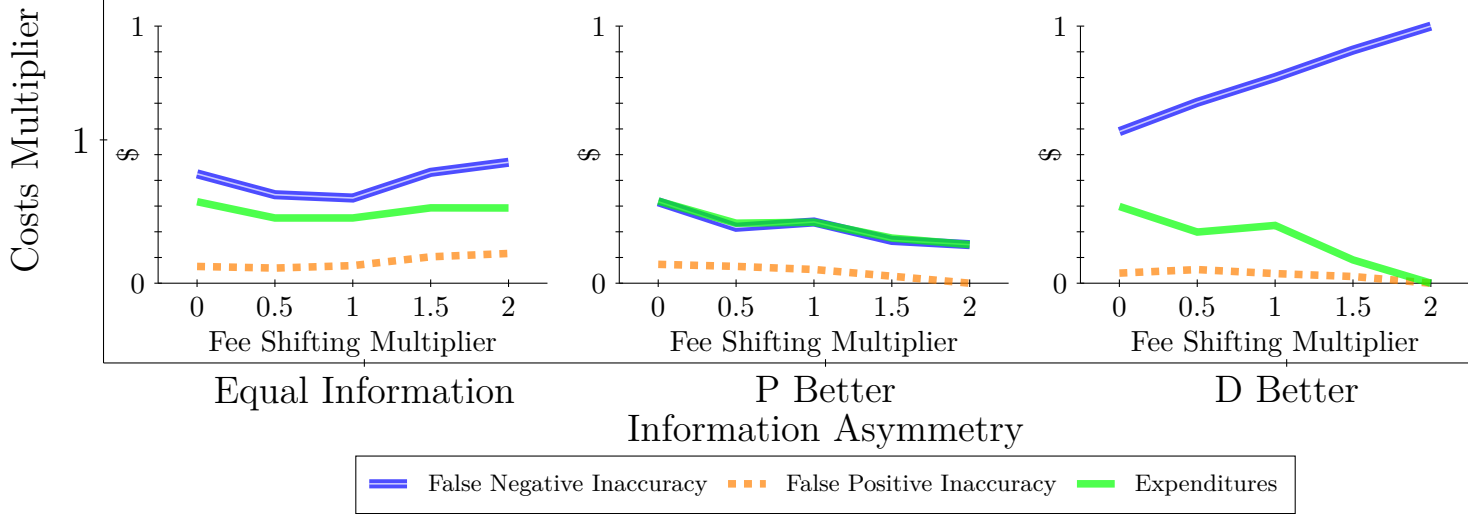 Costs Multiplier
1
1
$
0
0 0.5 1 1.5 2
Fee Shifting Multiplier
1
$
0
0 0.5 1 1.5 2
Fee Shifting Multiplier
1
$
0
0 0.5 1 1.5 2
Fee Shifting Multiplier
Equal Information P Better D Better
Information Asymmetry
False Negative Inaccuracy False Positive Inaccuracy Expenditures